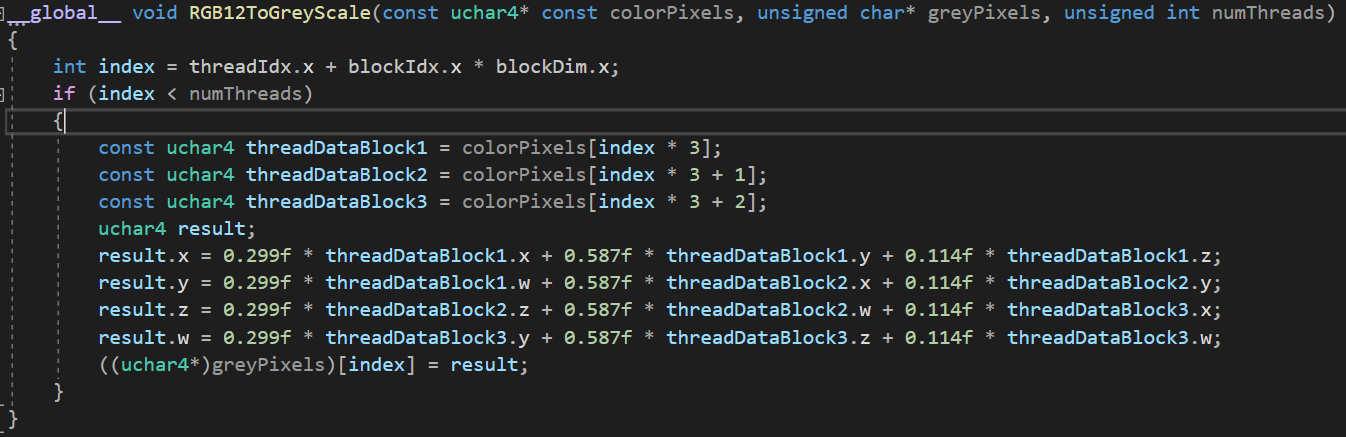 __global__ void RGB12ToGreyScale(const uchar4* const colorPixels, unsigned char* greyPixels, unsigned int numThreads)
{
int index = threadIdx.x + blockIdx.x * blockDim.x;
if (index < numThreads)
{
const uchar4 threadDataBlock1 = colorPixels[index * 3];
const uchar4 threadDataBlock2 = colorPixels[index * 3 + 1];
const uchar4 threadDataBlock3 = colorPixels[index * 3 + 2];
uchar4 result;
result.x = 0.299f * threadDataBlock1.x + 0.587f * threadDataBlock1.y + 0.114f * threadDataBlock1.z;
result.y = 0.299f * threadDataBlock1.w + 0.587f * threadDataBlock2.x + 0.114f * threadDataBlock2.y;
result.z = 0.299f * threadDataBlock2.z + 0.587f * threadDataBlock2.w + 0.114f * threadDataBlock3.x;
result.w = 0.299f * threadDataBlock3.y + 0.587f * threadDataBlock3.z + 0.114f * threadDataBlock3.w;
((uchar4*)greyPixels)[index] = result;
}
}